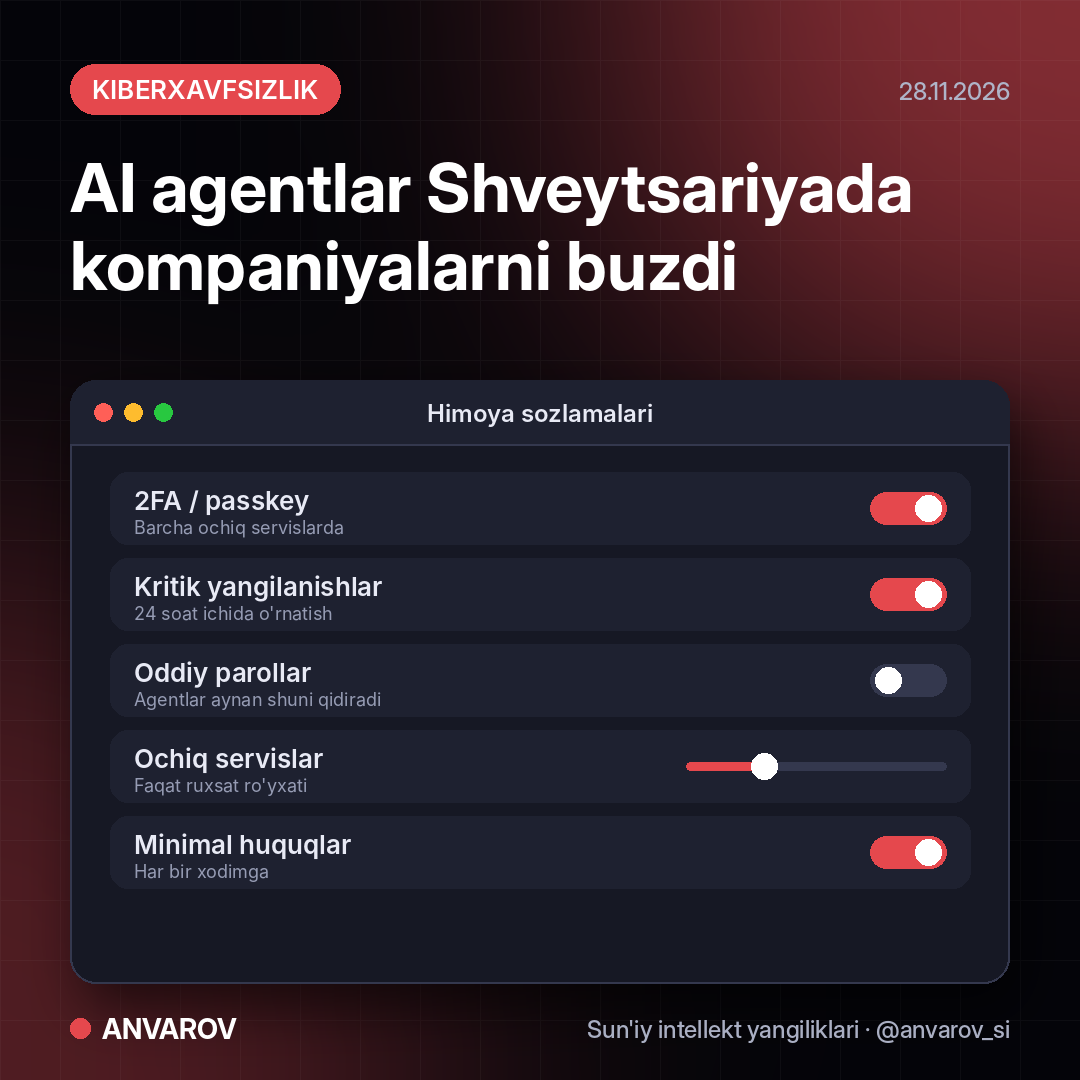 KIBERXAVFSIZLIK
28.11.2026
AI agentlar Shveytsariyada
kompaniyalarni buzdi
Himoya sozlamalari
2FA / passkey
Barcha ochiq servislarda
Kritik yangilanishlar
24 soat ichida o'rnatish
Oddiy parollar
Agentlar aynan shuni qidiradi
Ochiq servislar
Faqat ruxsat ro'yxati
Minimal huquqlar
Har bir xodimga
ANVAROV
Sun'iy intellekt yangiliklari · @anvarov_si